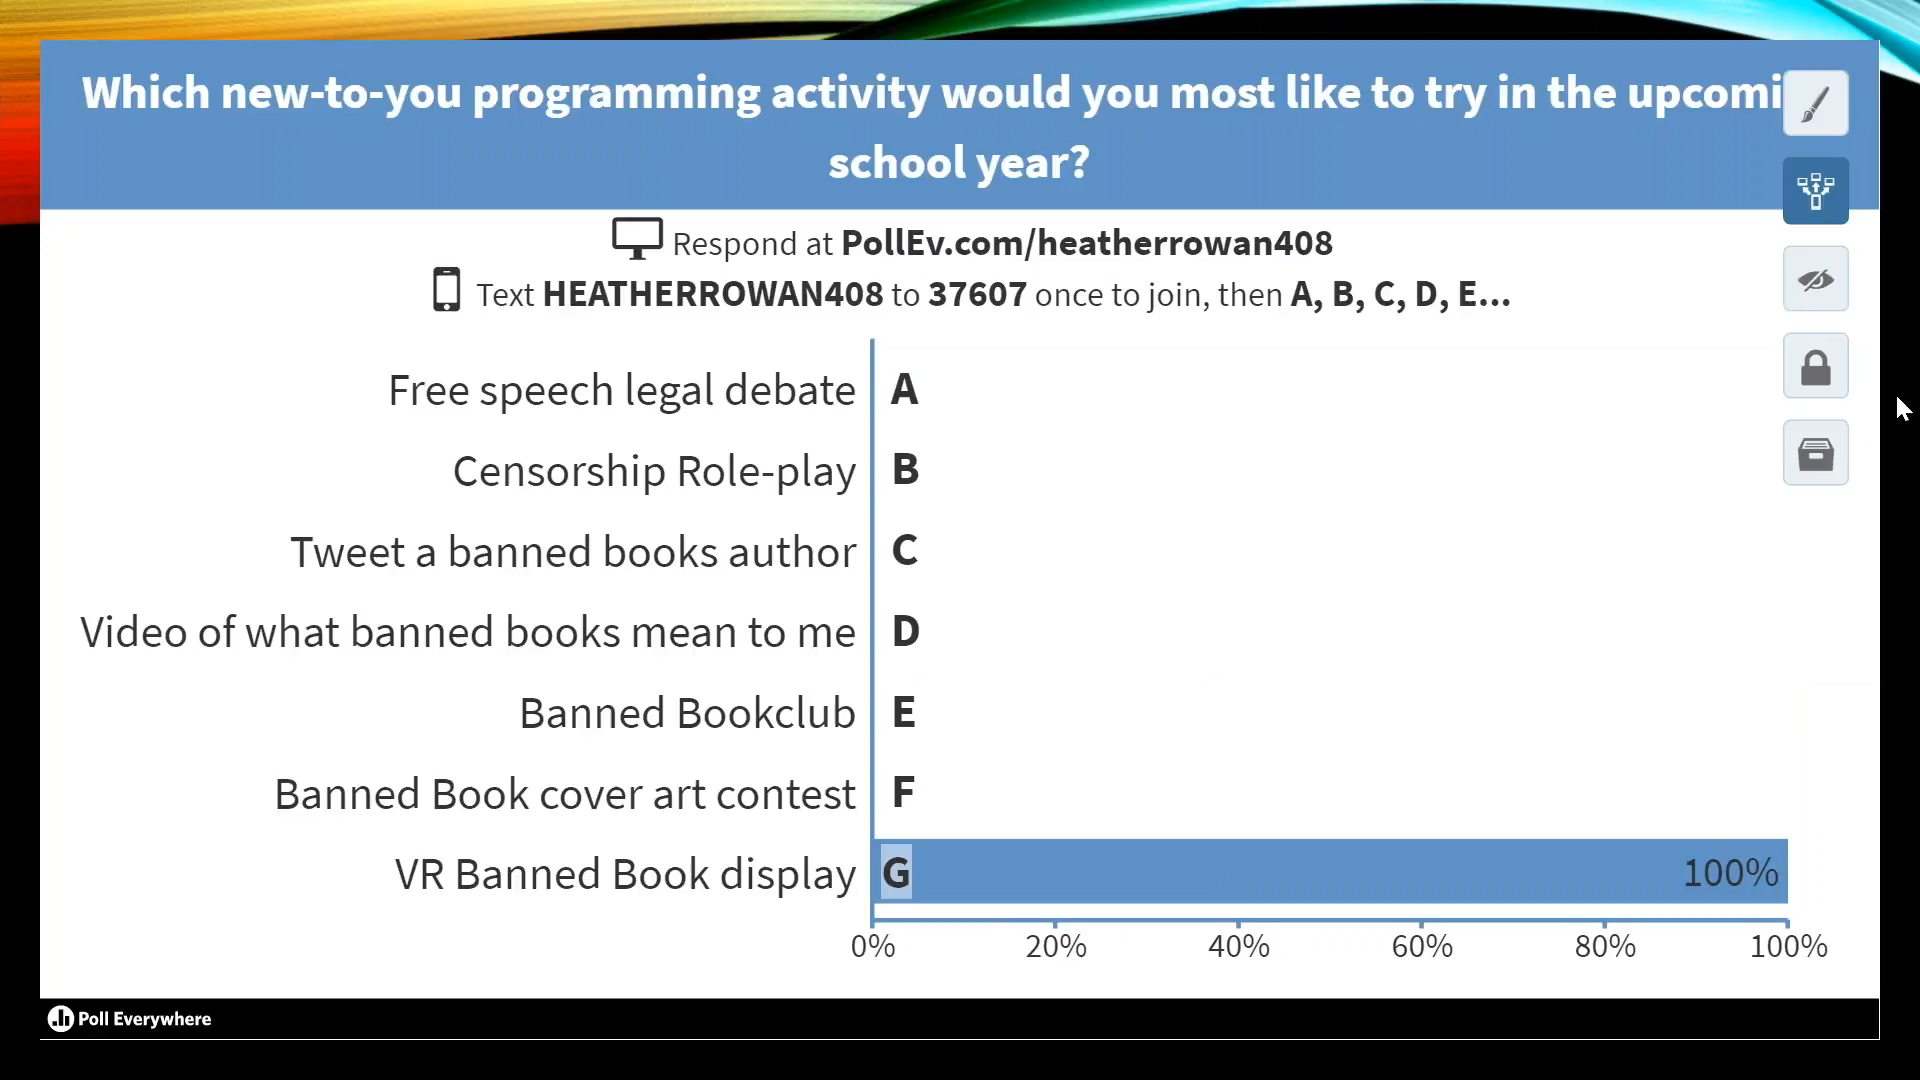 Which new-to-you programming activity would you most like to try in the upcomi
school year?
Respond at PollEv.com/heatherrowan408
Text HEATHERROWAN408 to 37607 once to join, then A, B, C, D, E...
Free speech legal debate A
Censorship Role-play B
Tweet a banned books author C
Video of what banned books mean to me D
Banned Bookclub E
Banned Book cover art contest F
VR Banned Book display G 100%
0% 20% 40% 60% 80% 100%
Poll Everywhere